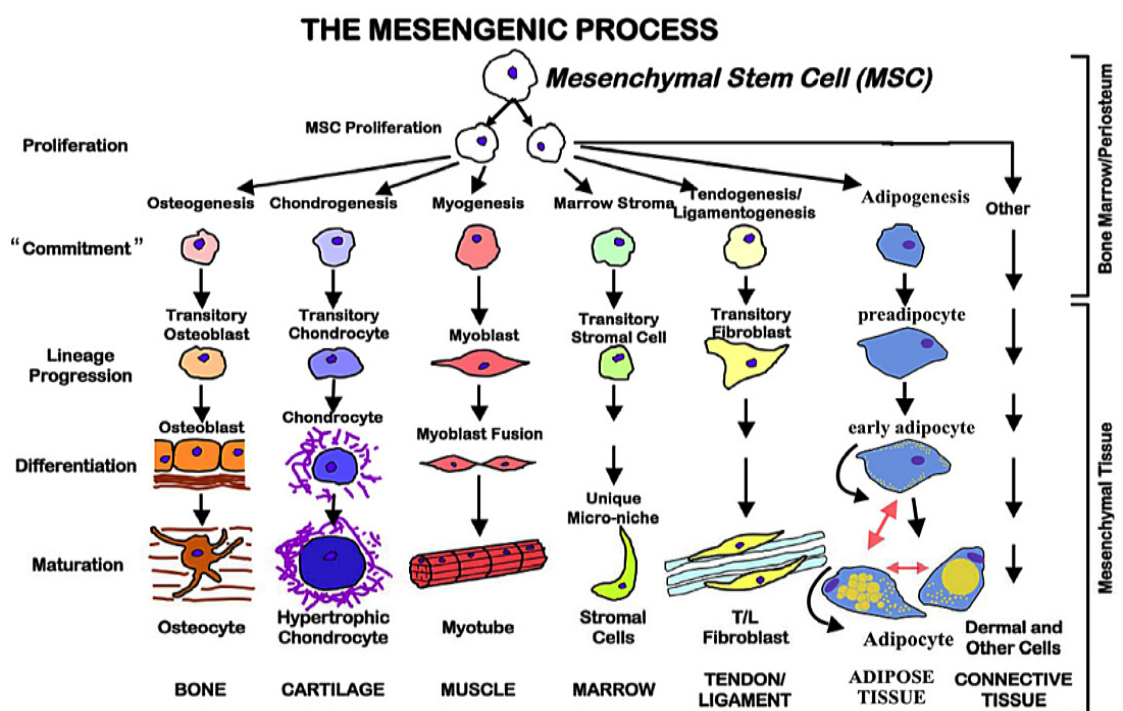 THE MESENGENIC PROCESS
Mesenchymal Stem Cell (MSC)
MSC Proliferation
Proliferation
Osteogenesis
Chondrogenesis
Myogenesis
Marrow Stroma
Tendogenesis/
Ligamentogenesis
Adipogenesis
Other
"Commitment"
Bone Marrow/Periosteum
Transitory
Osteoblast
Transitory
Chondrocyte
Myoblast
Transitory
Stromal Cell
Transitory
Fibroblast
preadipocyte
Lineage
Progression
Osteoblast
Chondrocyte
Myoblast Fusion
early adipocyte
Differentiation
Unique
Micro-niche
Maturation
Mesenchymal Tissue
Osteocyte
Hypertrophic
Chondrocyte
Myotube
Stromal
Cells
T/L
Fibroblast
Adipocyte
Dermal and
Other Cells
BONE
CARTILAGE
MUSCLE
MARROW
TENDON/
LIGAMENT
ADIPOSE
TISSUE
CONNECTIVE
TISSUE